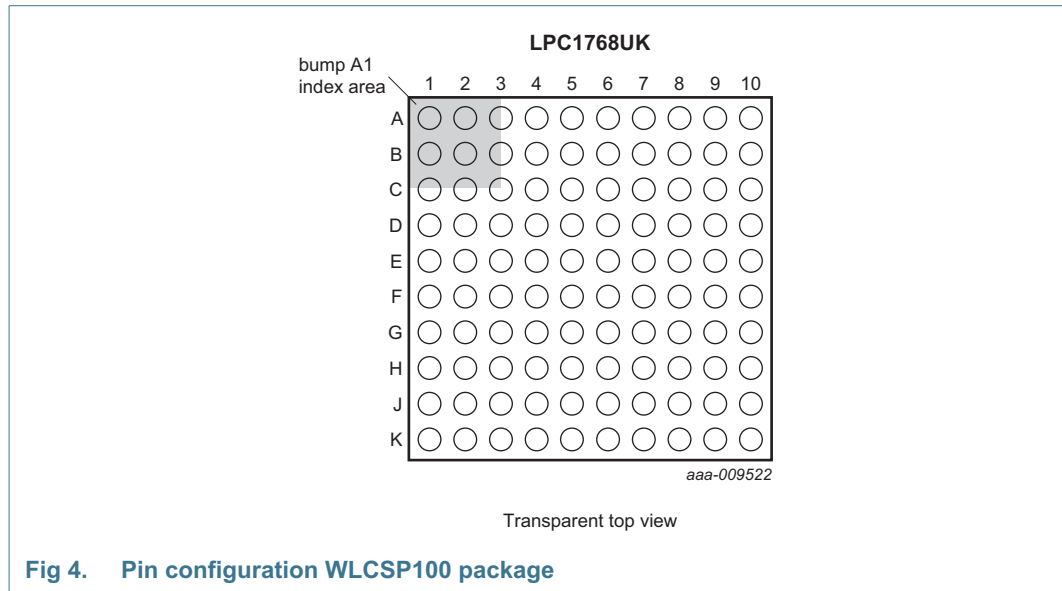 LPC1768UK
bump A1
index area
1 2 3 4 5 6 7 8 9 10
A
B
C
D
E
F
G
H
J
K
aaa-009522
Transparent top view
Fig 4. Pin configuration WLCSP100 package